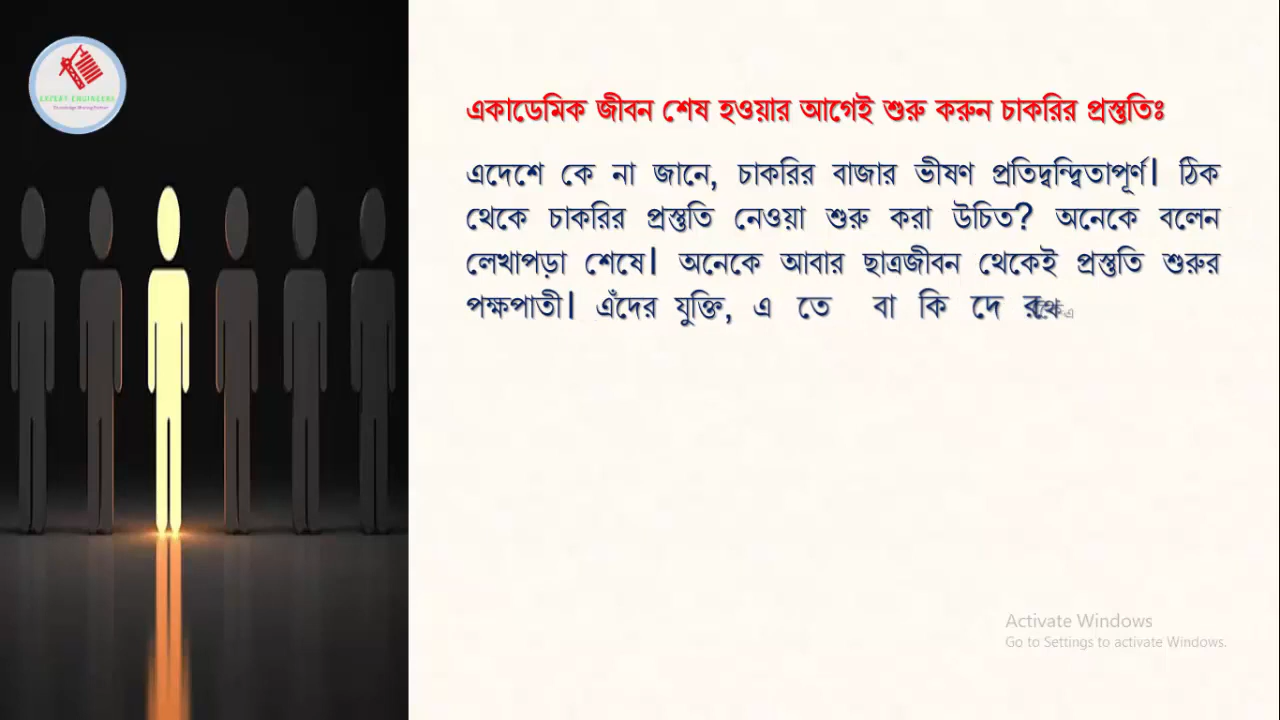 EXPERT ENGINEERS
একাডেমিক জীবন শেষ হওয়ার আগেই শুরু করুন চাকরির প্রস্তুতিঃ
এদেশে কে না জানে, চাকরির বাজার ভীষণ প্রতিদ্বন্দ্বিতাপূর্ণ। ঠিক
থেকে চাকরির প্রস্তুতি নেওয়া শুরু করা উচিত? অনেকে বলেন
লেখাপড়া শেষে। অনেকে আবার ছাত্রজীবন থেকেই প্রস্তুতি শুরুর
পক্ষপাতী। এঁদের যুক্তি, এ তে বা কি দে র
Activate Windows
Go to Settings to activate Windows.